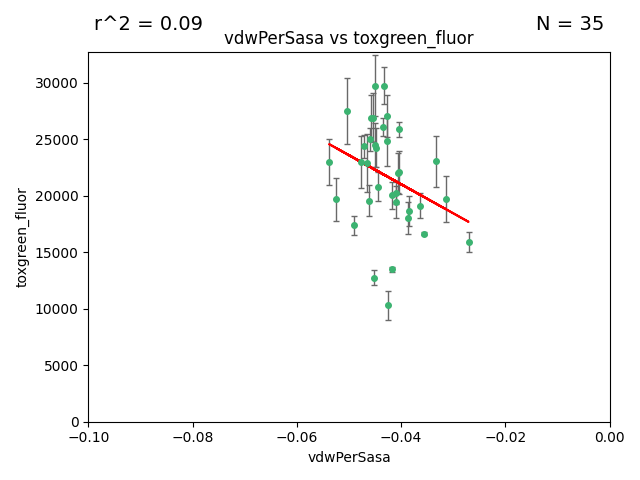 r^2 = 0.09
N = 35
vdwPerSasa vs toxgreen_fluor
30000
25000
20000
15000
10000
5000
0
toxgreen_fluor
−0.10
−0.08
−0.06
−0.04
−0.02
0.00
vdwPerSasa